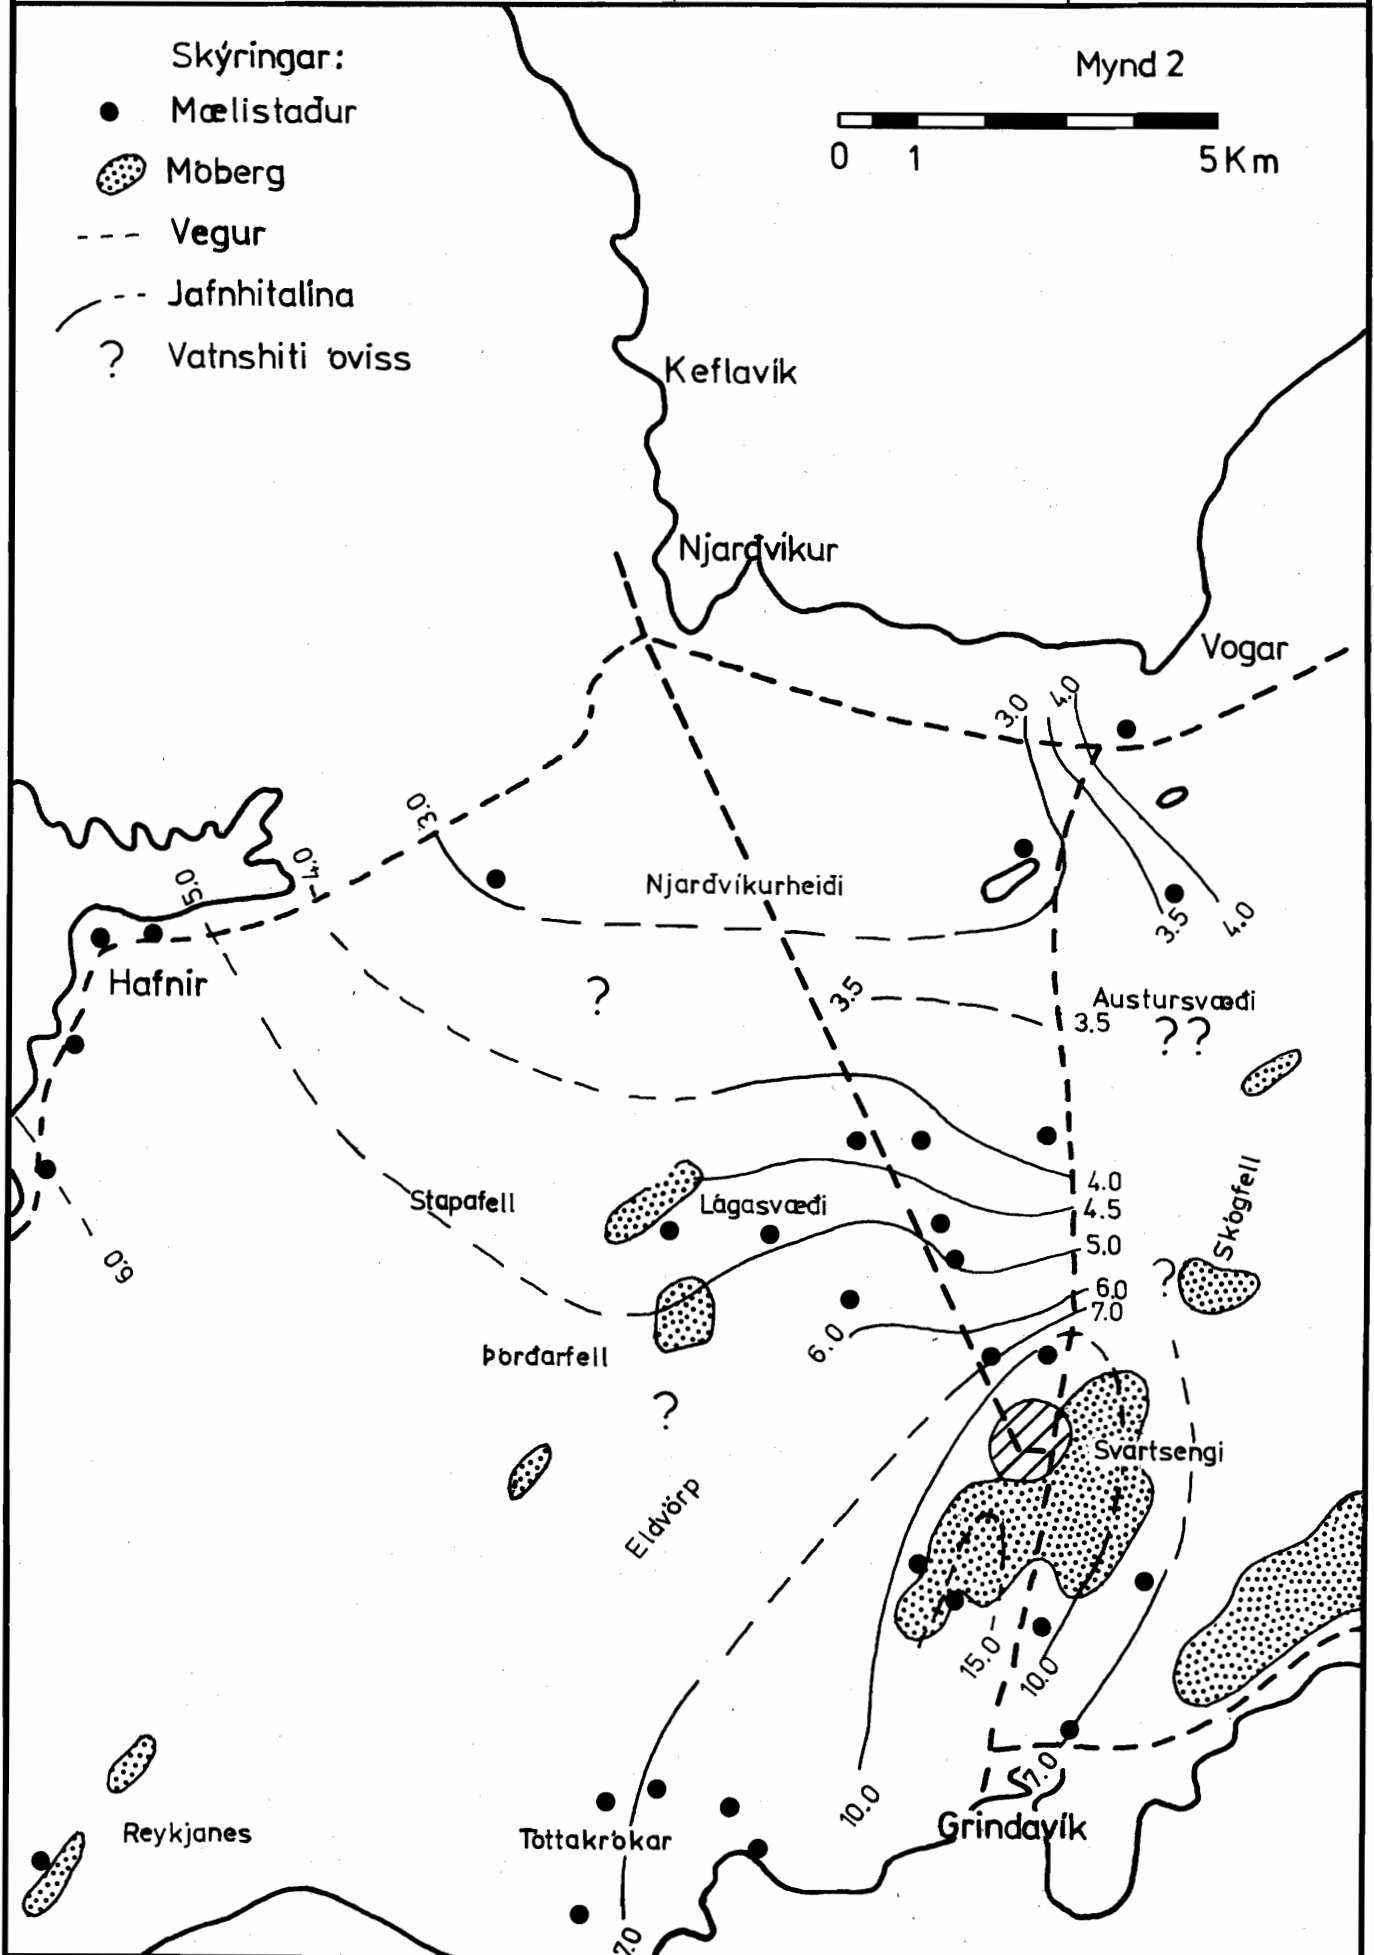 Skýringar:
Mynd 2
Mælistaður
Móberg
Vegur
Jafnhitalína
? Vatnshiti óviss
0 1 5 Km
Keflavík
Njarðvíkur
Vogar
3.0
4.0
3.0
4.0
5.0
Njarðvíkurheiði
3.5
4.0
Hafnir
?
3.5
Austursvæði
3.5
??
Stapafell
Lágasvæði
4.0
4.5
5.0
Skógfell
6.0
?
6.0
7.0
6.0
Þórðarfell
?
Svartsengi
Eldvörp
15.0
10.0
7.0
10.0
Grindavík
Reykjanes
Tóttakrókar
7.0